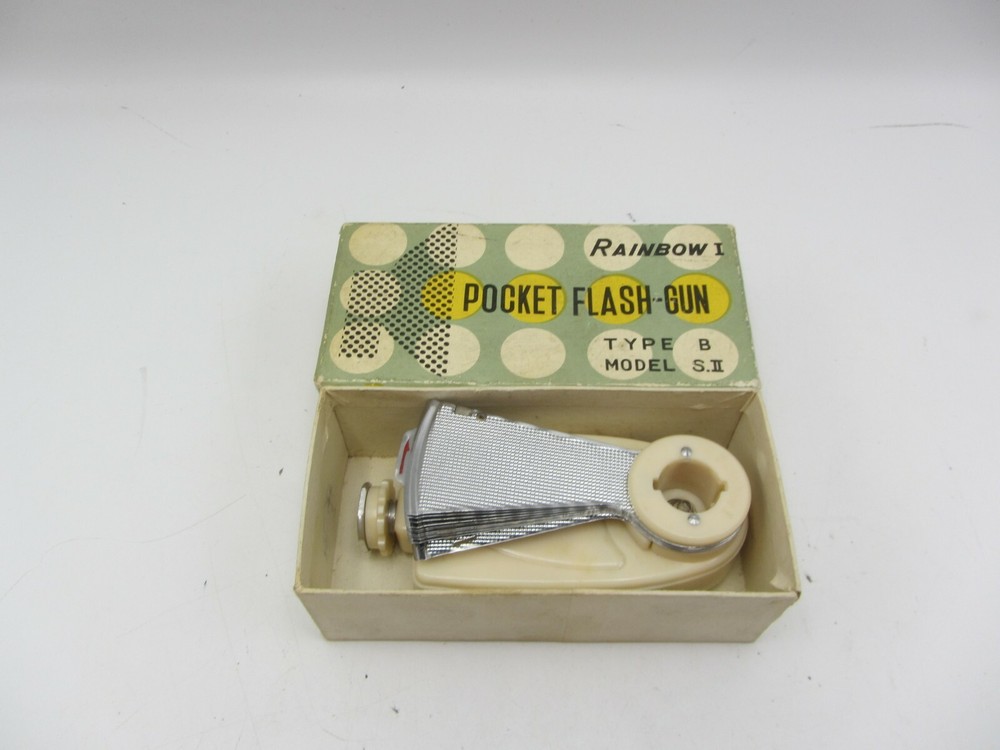 RAINBOW I
POCKET FLASH-GUN
TYPE B
MODEL S.II